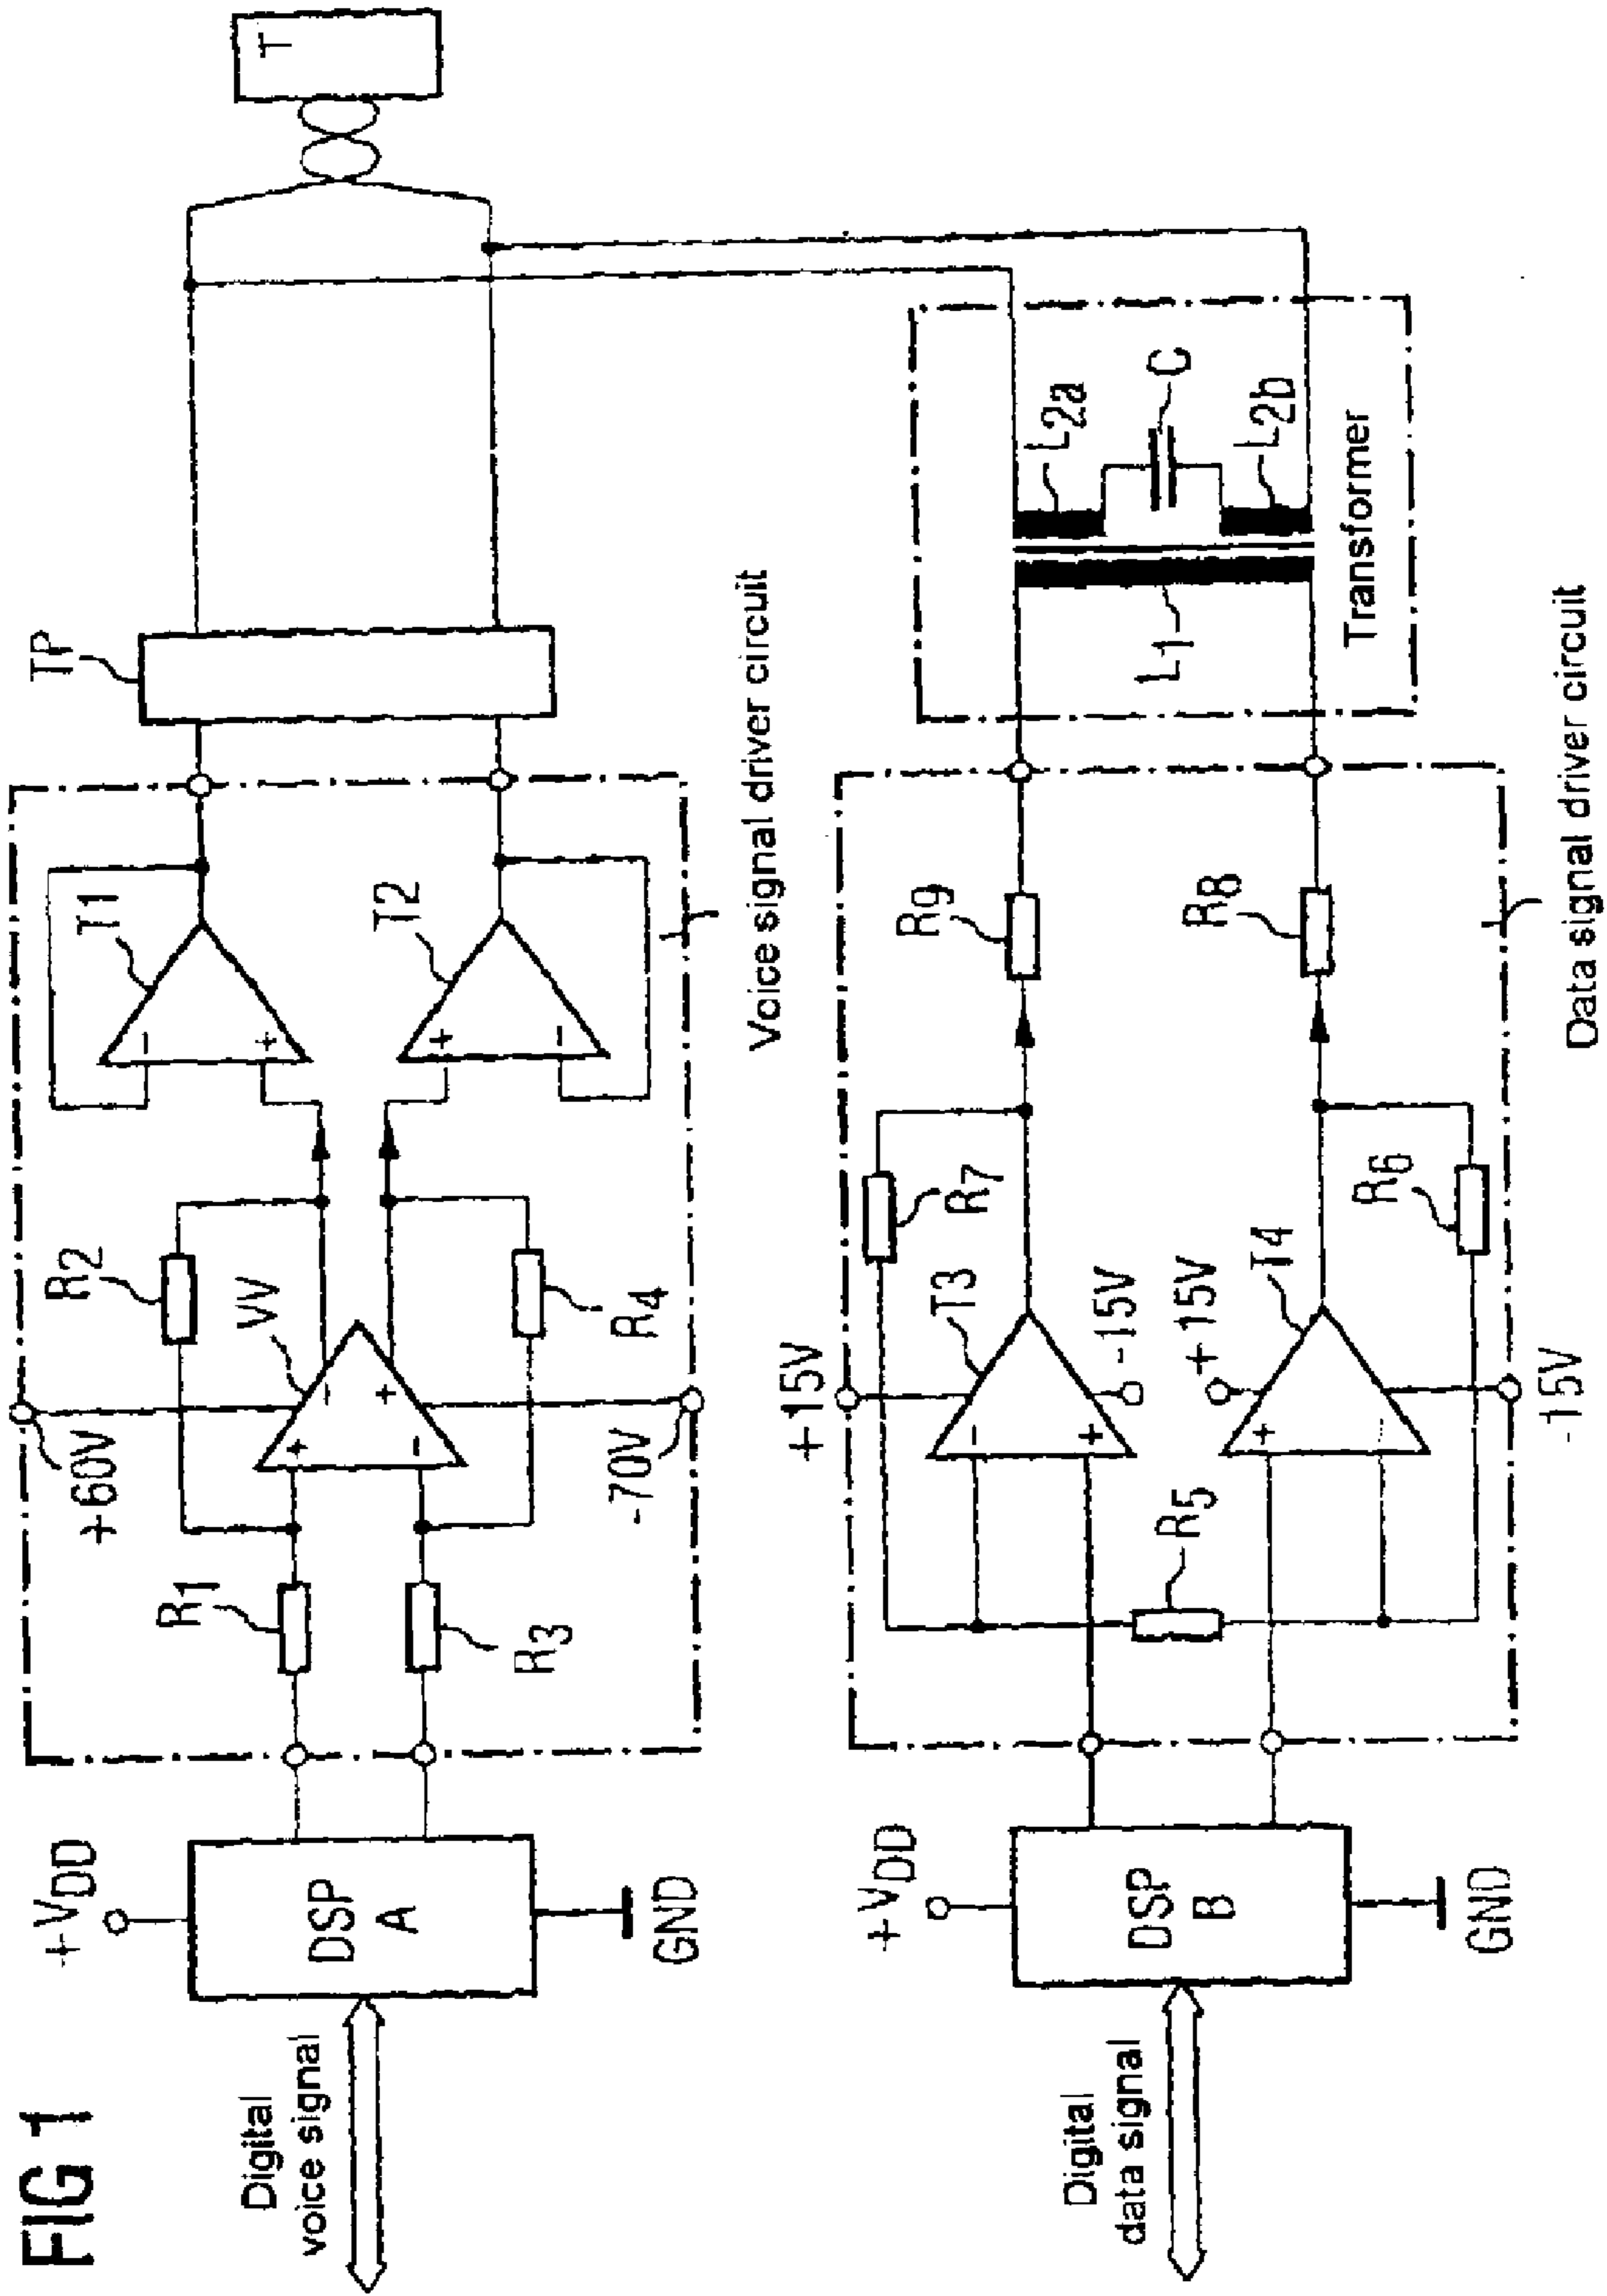 FIG 1
Digital
voice signal
+VDD
DSP
A
GND
R1
R3
+60V
-70V
R2
VV
R4
+
-
-
+
T1
-
+
T2
+
-
TP
T
Voice signal driver circuit
Digital
data signal
+VDD
DSP
B
GND
R5
+15V
T3
-
+
-15V
+15V
T4
+
-
-15V
R7
R6
R9
R8
L1
L2a
C
L2b
Transformer
Data signal driver circuit